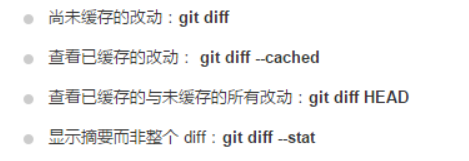 尚未缓存的改动：git diff
查看已缓存的改动： git diff --cached
查看已缓存的与未缓存的所有改动：git diff HEAD
显示摘要而非整个 diff：git diff --stat